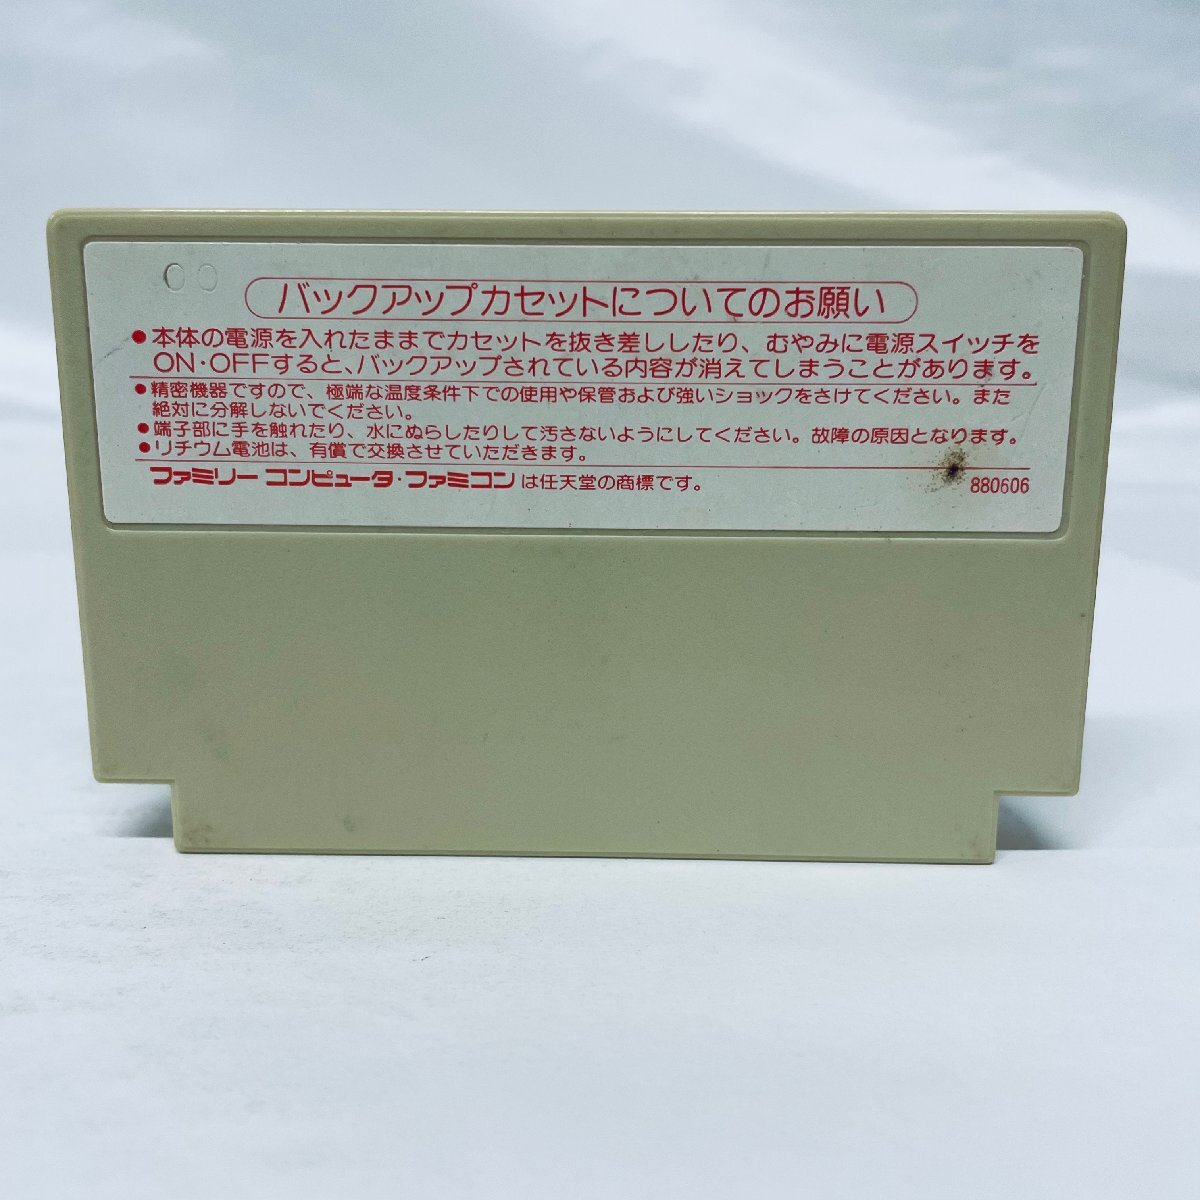 00
バックアップカセットについてのお願い
●本体の電源を入れたままでカセットを抜き差ししたり、むやみに電源スイッチを
ON・OFFすると、バックアップされている内容が消えてしまうことがあります。
●精密機器ですので、極端な温度条件下での使用や保管および強いショックをさけてください。また
絶対に分解しないでください。
●端子部に手を触れたり、水にぬらしたりして汚さないようにしてください。故障の原因となります。
●リチウム電池は、有償で交換させていただきます。
ファミリーコンピュータ・ファミコンは任天堂の商標です。
880606